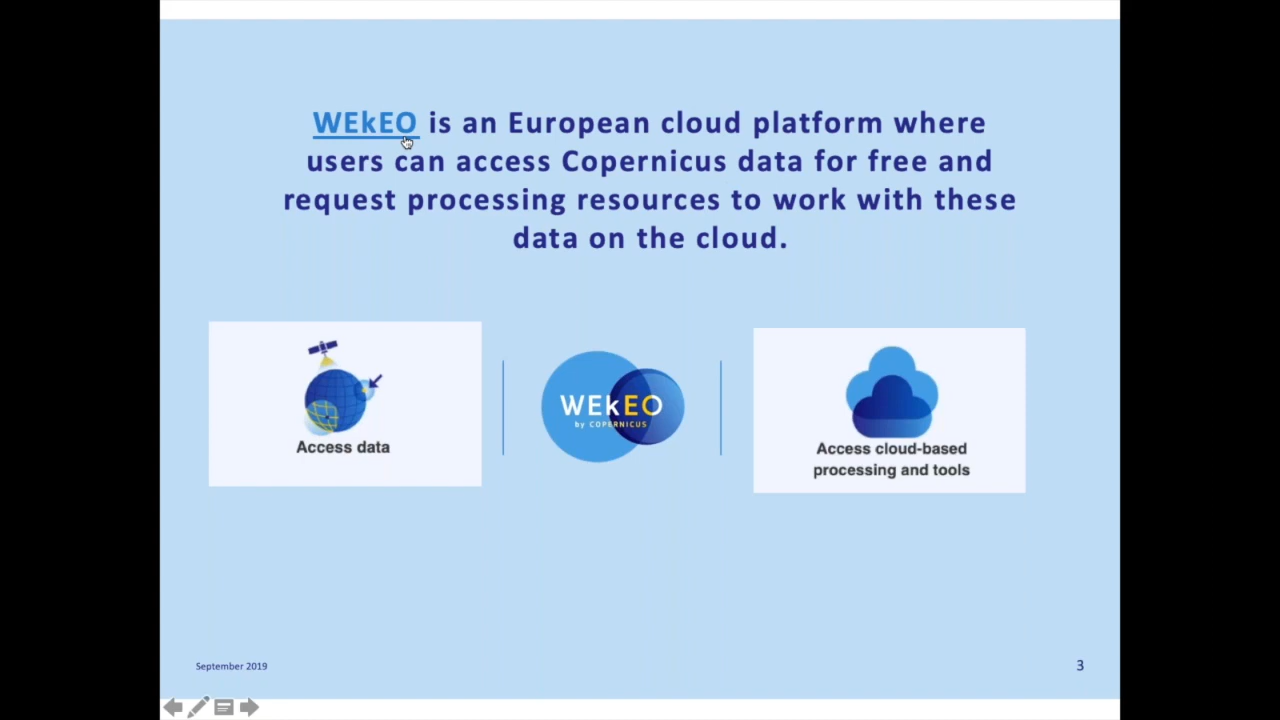 WEkEO is an European cloud platform where
users can access Copernicus data for free and
request processing resources to work with these
data on the cloud.
Access data
WEkEO
by COPERNICUS
Access cloud-based
processing and tools
September 2019
3